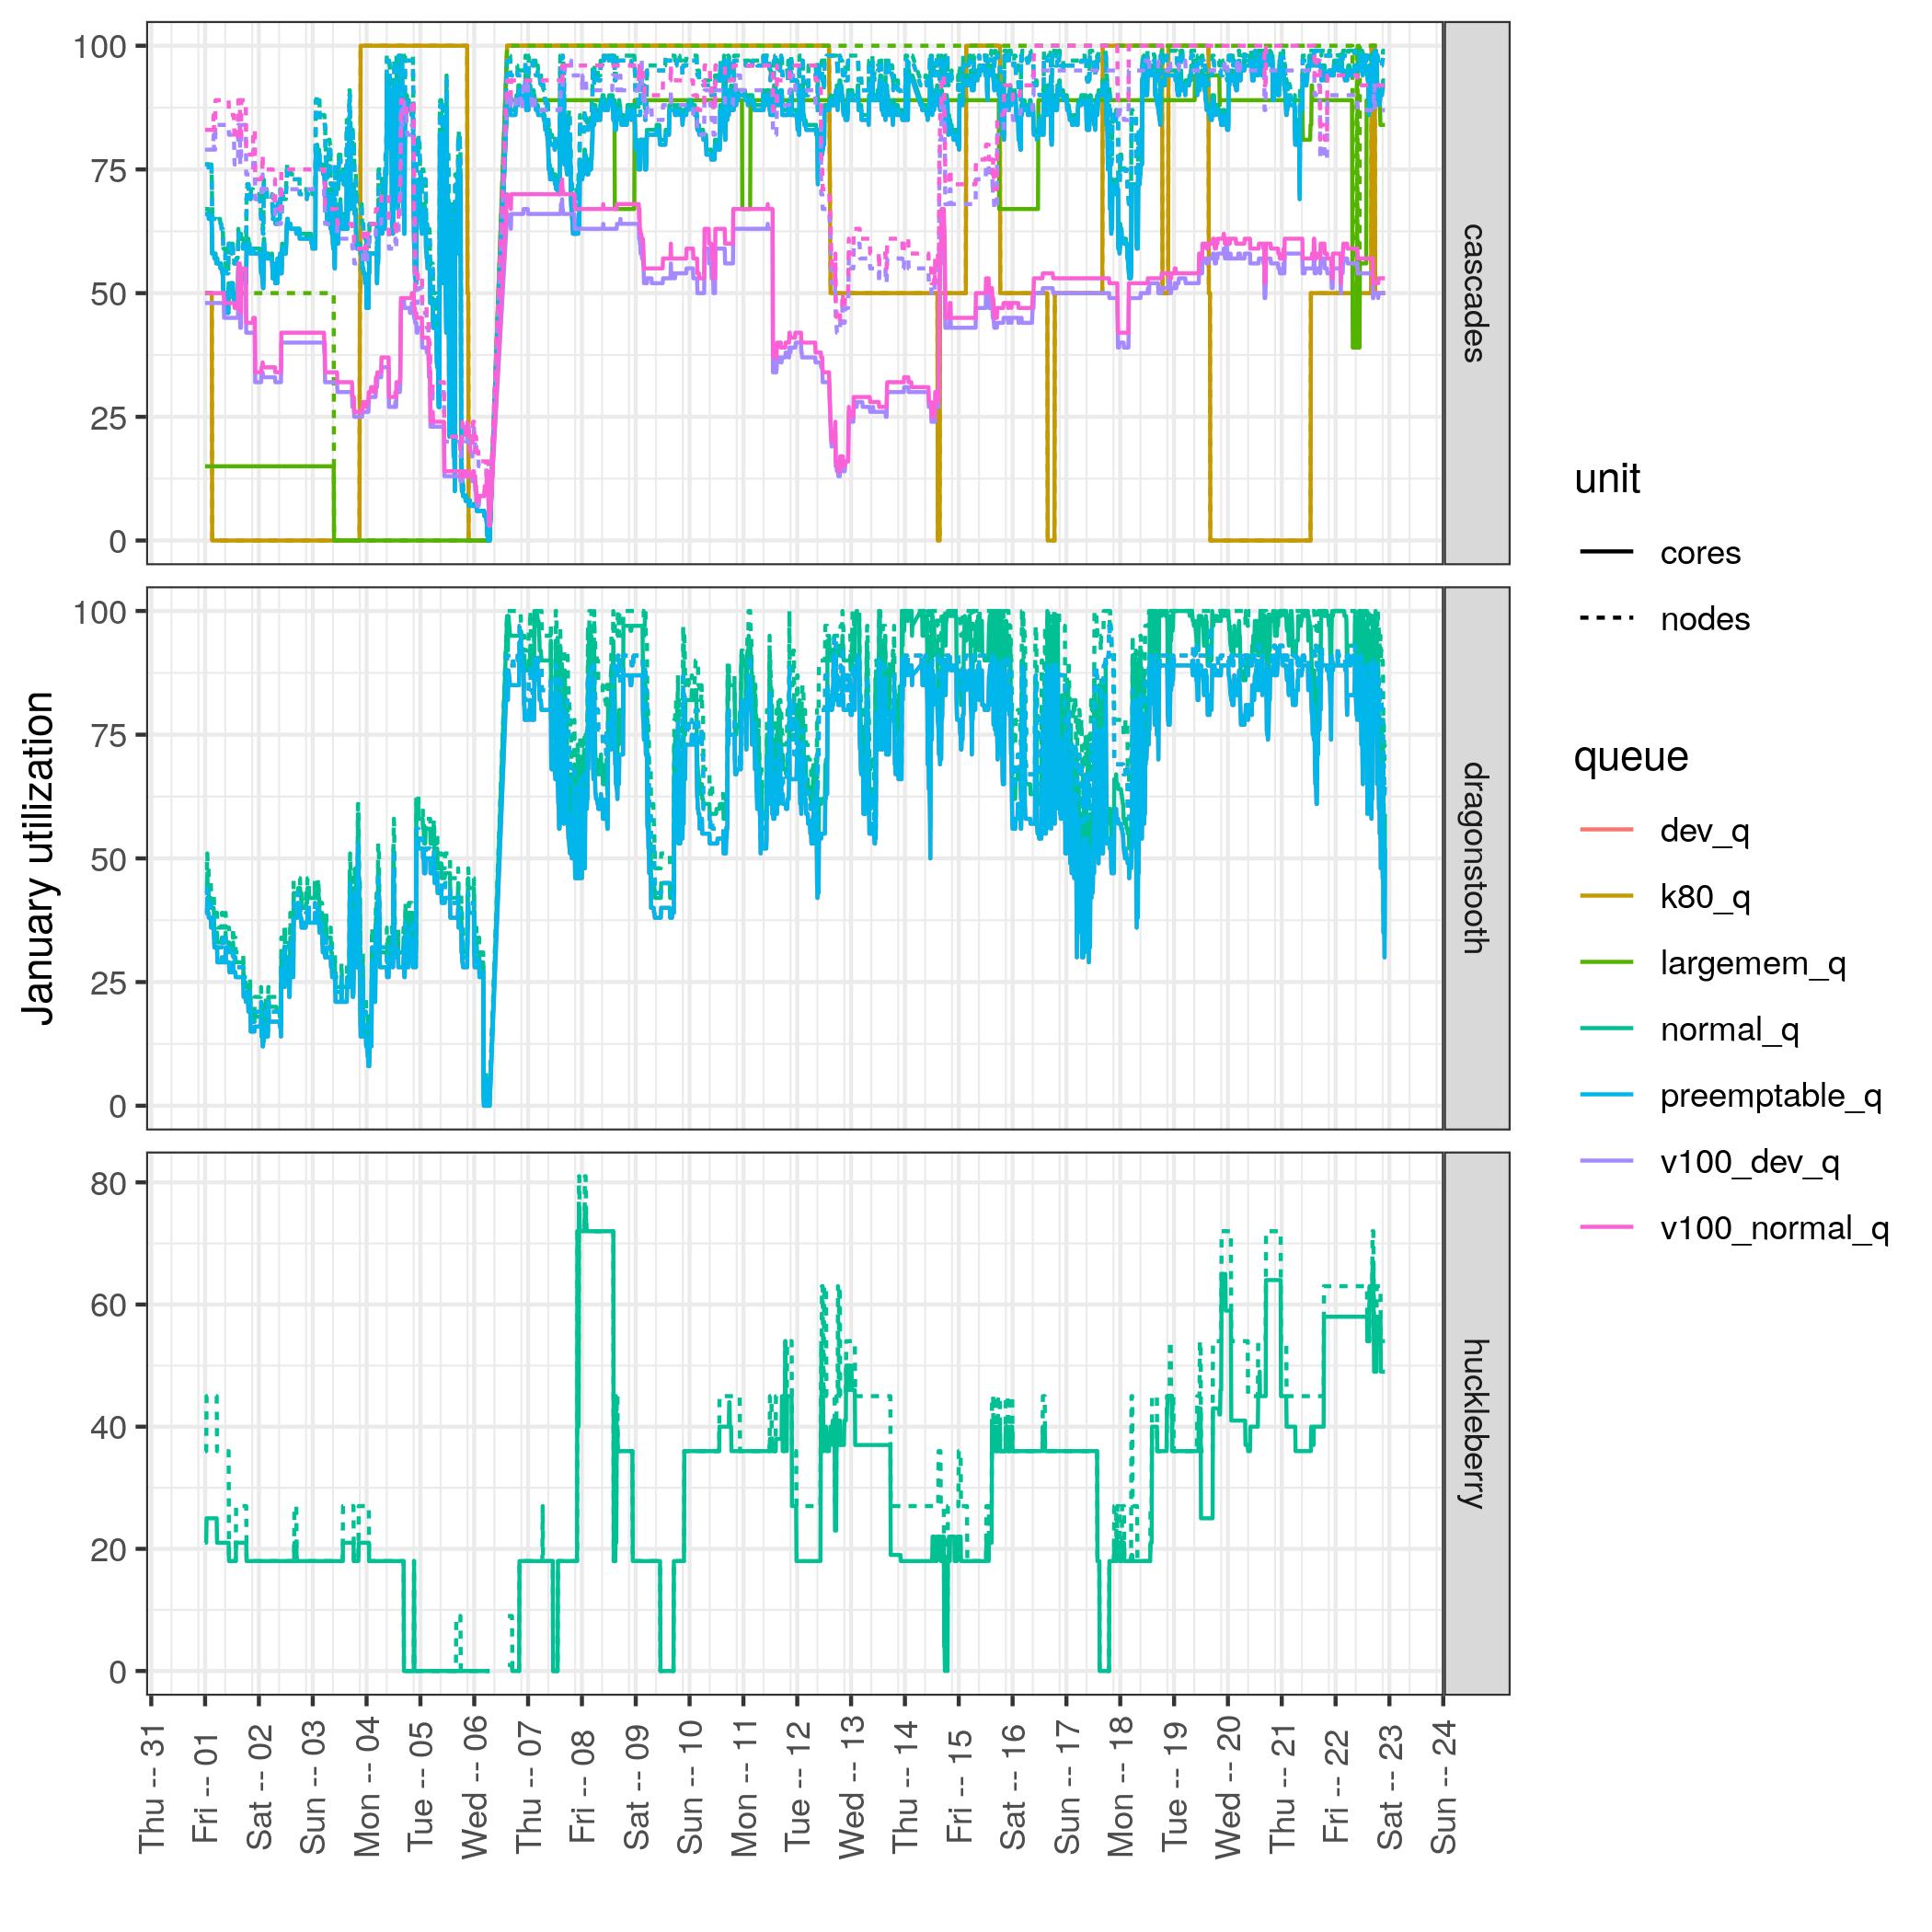 January utilization
100
75
50
25
0
cascades
100
75
50
25
0
dragonstooth
80
60
40
20
0
huckleberry
Thu -- 31
Fri -- 01
Sat -- 02
Sun -- 03
Mon -- 04
Tue -- 05
Wed -- 06
Thu -- 07
Fri -- 08
Sat -- 09
Sun -- 10
Mon -- 11
Tue -- 12
Wed -- 13
Thu -- 14
Fri -- 15
Sat -- 16
Sun -- 17
Mon -- 18
Tue -- 19
Wed -- 20
Thu -- 21
Fri -- 22
Sat -- 23
Sun -- 24
unit
cores
nodes
queue
dev_q
k80_q
largemem_q
normal_q
preemptable_q
v100_dev_q
v100_normal_q